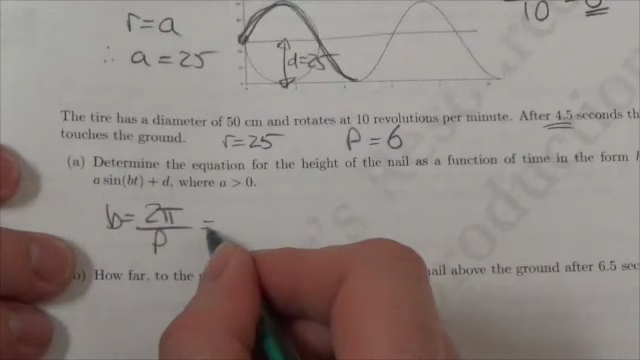 r=a
10
∴ a=25
d=25
The tire has a diameter of 50 cm and rotates at 10 revolutions per minute. After 4.5 seconds th
touches the ground. r=25 P=6
(a) Determine the equation for the height of the nail as a function of time in the form h
a sin(bt) + d, where a > 0.
b= 2π/P =
How far, to the nail above the ground after 6.5 sec